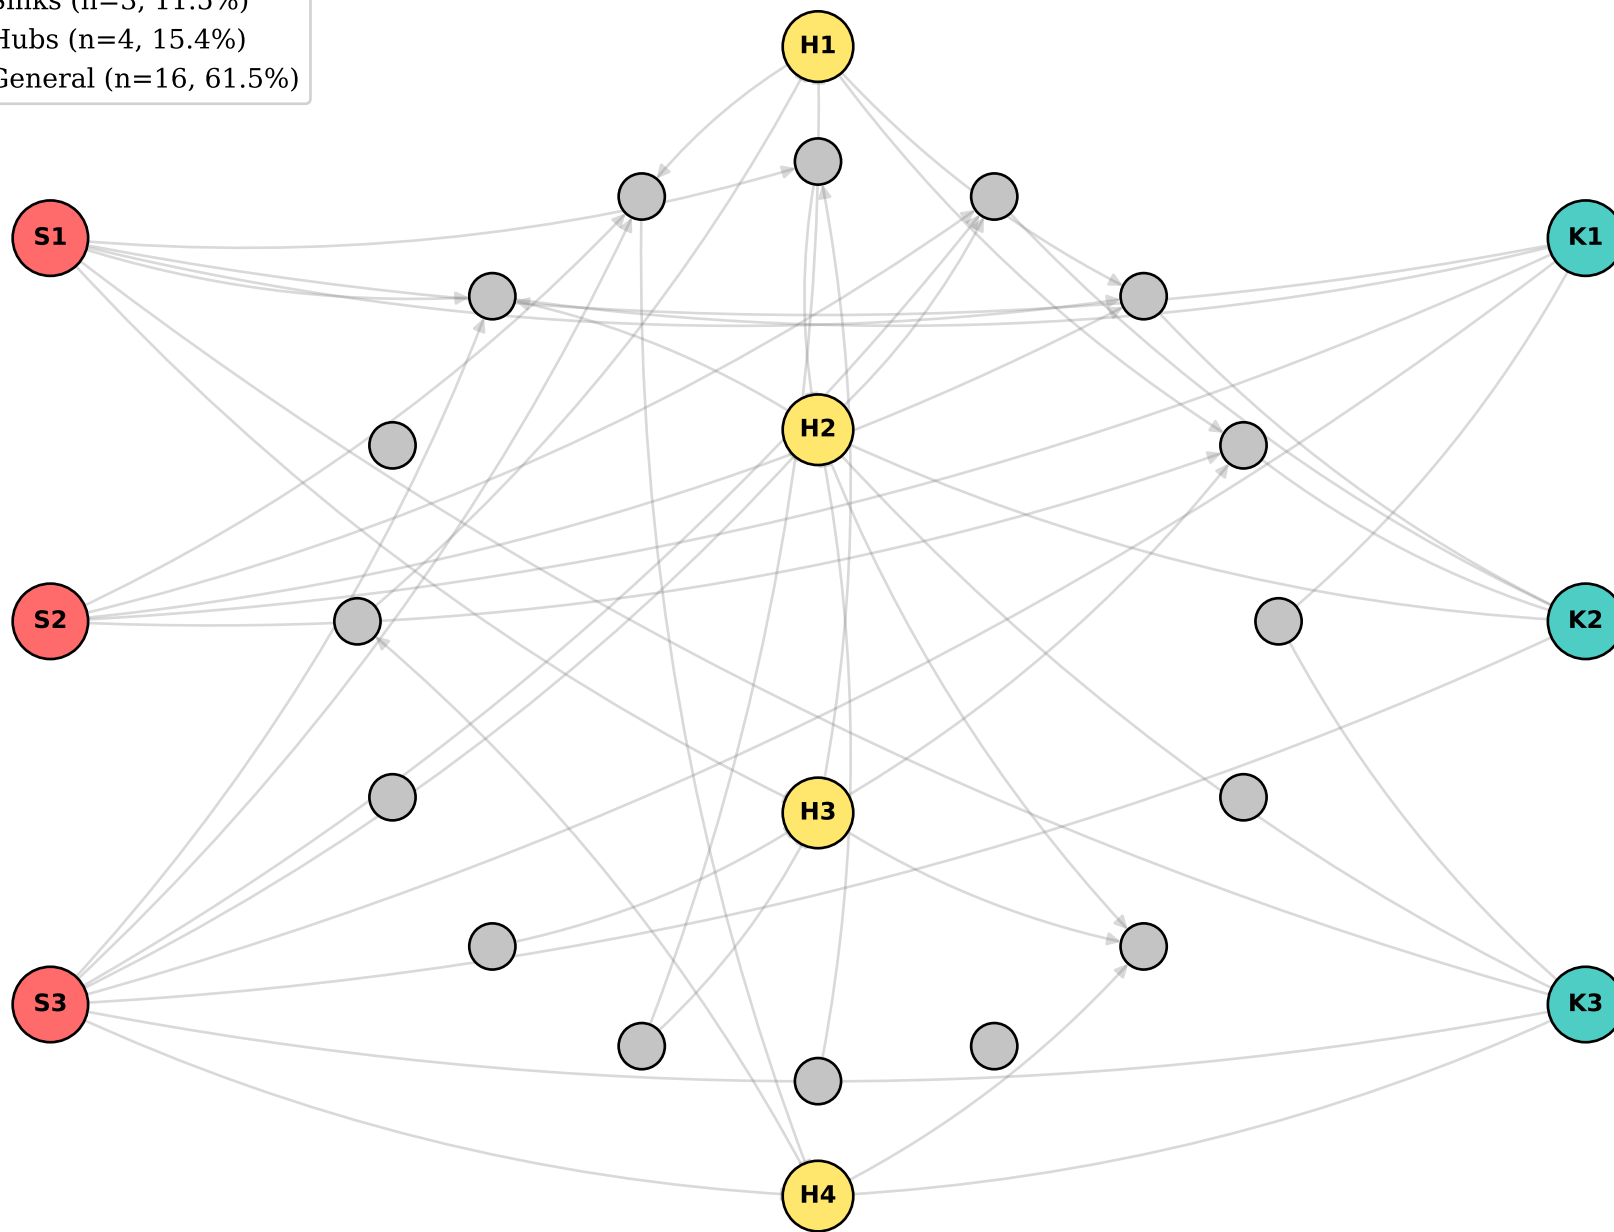 Hubs (n=4, 15.4%)
General (n=16, 61.5%)
H1
S1
K1
H2
S2
K2
H3
S3
K3
H4